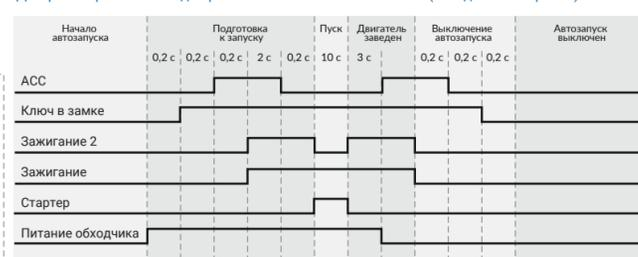 Начало
автозапуска
Подготовка
к запуску
Пуск
Двигатель
заведен
Выключение
автозапуска
Автозапуск
выключен
0,2 с 0,2 с 0,2 с 2 с 0,2 с 10 с 3 с 0,2 с 0,2 с 0,2 с
ACC
Ключ в замке
Зажигание 2
Зажигание
Стартер
Питание обходчика